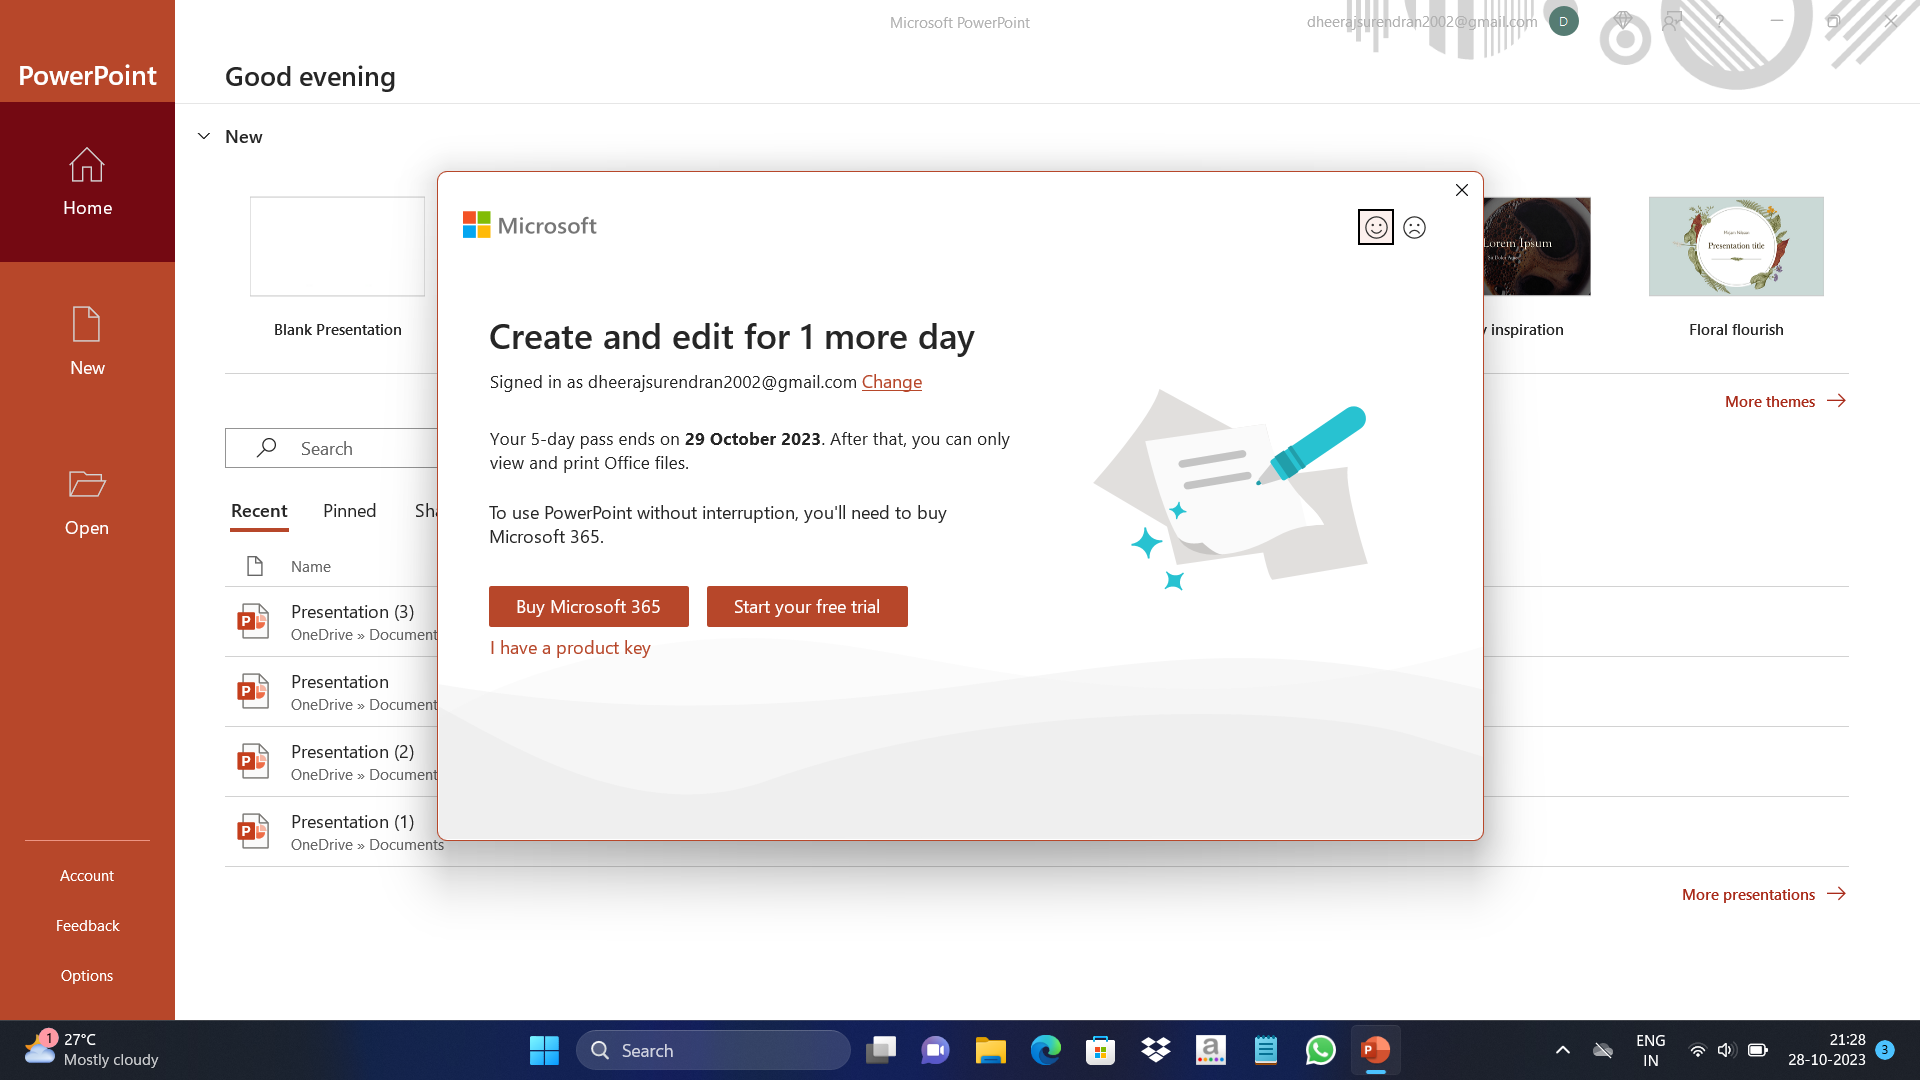 Microsoft PowerPoint
dheerajsurendran2002@gmail.com D
?
PowerPoint
Good evening
New
Home
New
Open
Account
Feedback
Options
Blank Presentation
Lorem Ipsum
inspiration
Presentation title
Floral flourish
More themes
Search
Recent Pinned Sha
Name
Presentation (3)
OneDrive » Document
Presentation
OneDrive » Document
Presentation (2)
OneDrive » Document
Presentation (1)
OneDrive » Documents
More presentations
Microsoft
Create and edit for 1 more day
Signed in as dheerajsurendran2002@gmail.com Change
Your 5-day pass ends on 29 October 2023. After that, you can only
view and print Office files.
To use PowerPoint without interruption, you'll need to buy
Microsoft 365.
Buy Microsoft 365 Start your free trial
I have a product key
1
27°C
Mostly cloudy
Search
a
P
ENG
IN
21:28
28-10-2023
3